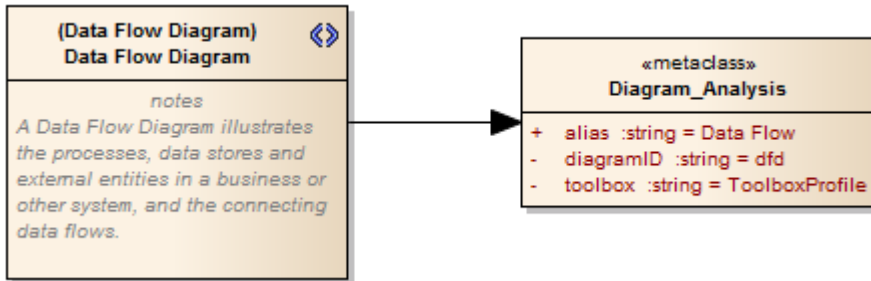 (Data Flow Diagram)
Data Flow Diagram
notes
A Data Flow Diagram illustrates
the processes, data stores and
external entities in a business or
other system, and the connecting
data flows.
«metaclass»
Diagram_Analysis
+ alias :string = Data Flow
- diagramID :string = dfd
- toolbox :string = ToolboxProfile